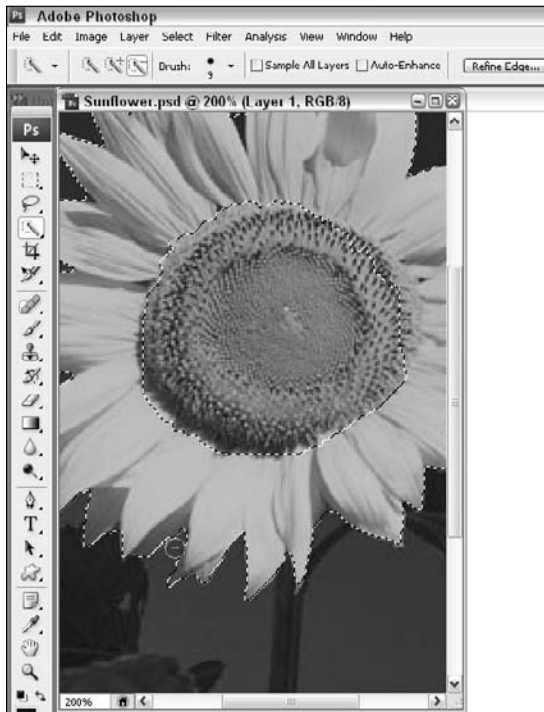 Ps Adobe Photoshop
File Edit Image Layer Select Filter Analysis View Window Help
Brush: 9 Sample All Layers Auto-Enhance Refine Edge...
Sunflower.psd @ 200% (Layer 1, RGB/8)
Ps
T
200%